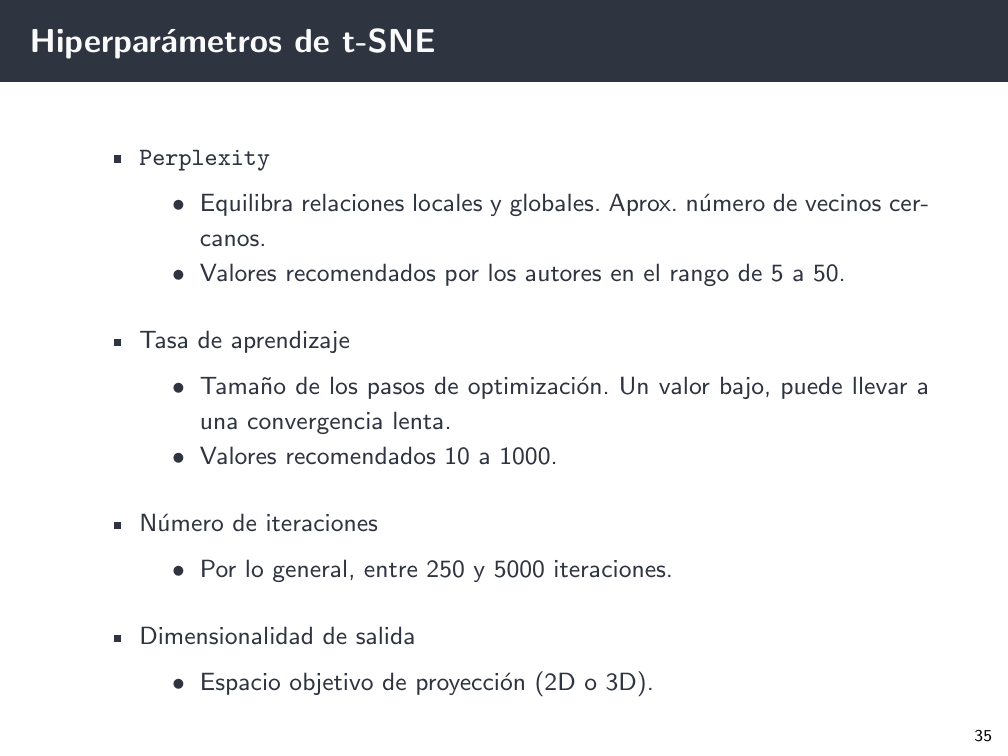 Hiperparámetros de t-SNE
▪ Perplexity
• Equilibra relaciones locales y globales. Aprox. número de vecinos cer-
canos.
• Valores recomendados por los autores en el rango de 5 a 50.
▪ Tasa de aprendizaje
• Tamaño de los pasos de optimización. Un valor bajo, puede llevar a
una convergencia lenta.
• Valores recomendados 10 a 1000.
▪ Número de iteraciones
• Por lo general, entre 250 y 5000 iteraciones.
▪ Dimensionalidad de salida
• Espacio objetivo de proyección (2D o 3D).
35